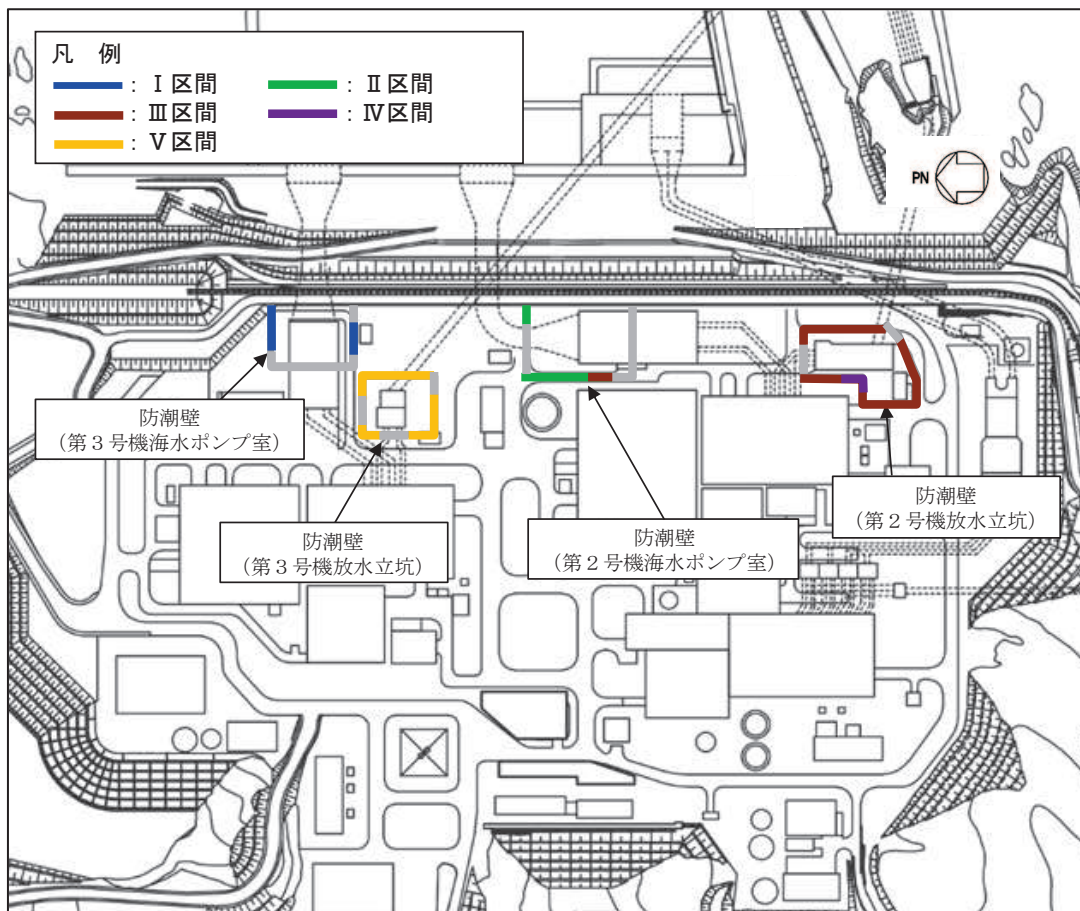 凡 例
: Ⅰ区間 : Ⅱ区間
: Ⅲ区間 : Ⅳ区間
: Ⅴ区間
PN
防潮壁
(第3号機海水ポンプ室)
防潮壁
(第3号機放水立坑)
防潮壁
(第2号機海水ポンプ室)
防潮壁
(第2号機放水立坑)